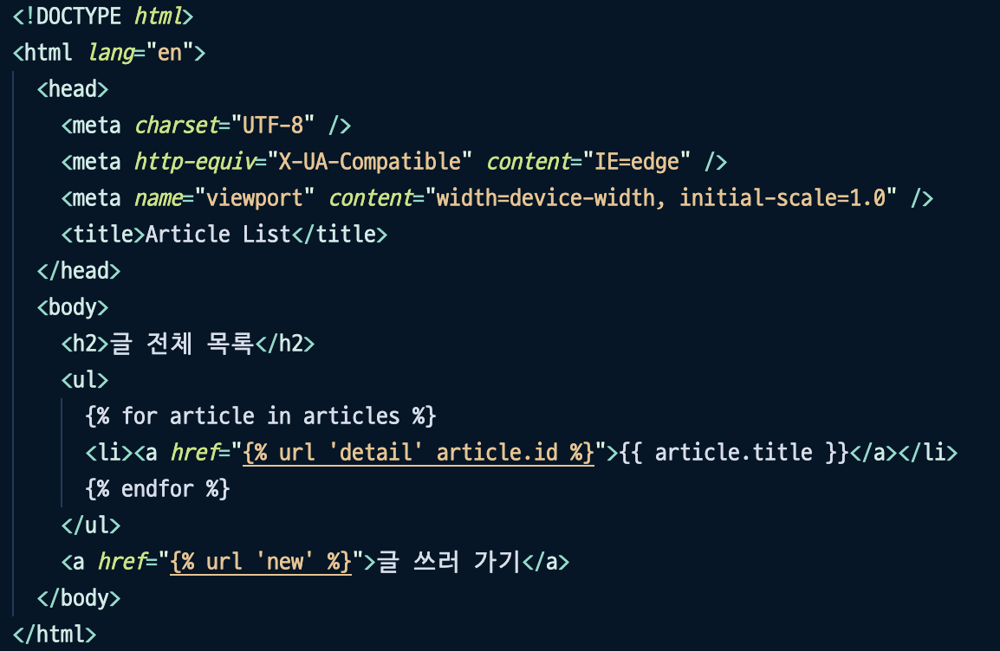 <!DOCTYPE html>
<html lang="en">
  <head>
    <meta charset="UTF-8" />
    <meta http-equiv="X-UA-Compatible" content="IE=edge" />
    <meta name="viewport" content="width=device-width, initial-scale=1.0" />
    <title>Article List</title>
  </head>
  <body>
    <h2>글 전체 목록</h2>
    <ul>
      {% for article in articles %}
      <li><a href="{% url 'detail' article.id %}">{{ article.title }}</a></li>
      {% endfor %}
    </ul>
    <a href="{% url 'new' %}">글 쓰러 가기</a>
  </body>
</html>